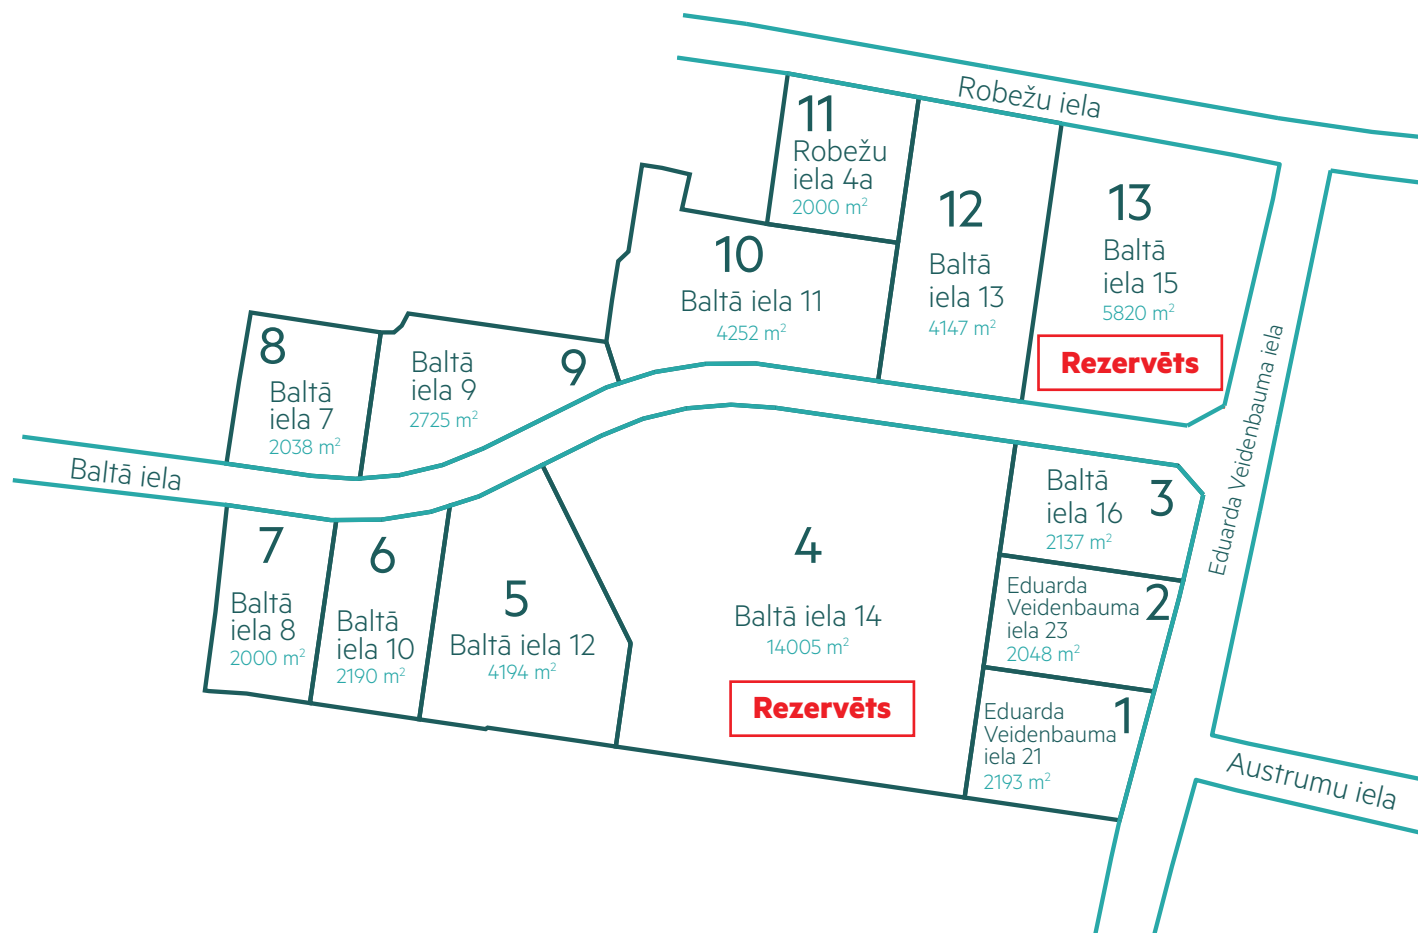 Robežu iela
11
Robežu
iela 4a
2000 m²
12
Baltā
iela 13
4147 m²
13
Baltā
iela 15
5820 m²
Rezervēts
10
Baltā iela 11
4252 m²
8
Baltā
iela 7
2038 m²
9
Baltā
iela 9
2725 m²
Eduarda Veidenbauma iela
Baltā iela
7
Baltā
iela 8
2000 m²
6
Baltā
iela 10
2190 m²
5
Baltā iela 12
4194 m²
4
Baltā iela 14
14005 m²
Rezervēts
3
Baltā
iela 16
2137 m²
2
Eduarda
Veidenbauma
iela 23
2048 m²
1
Eduarda
Veidenbauma
iela 21
2193 m²
Austrumu iela